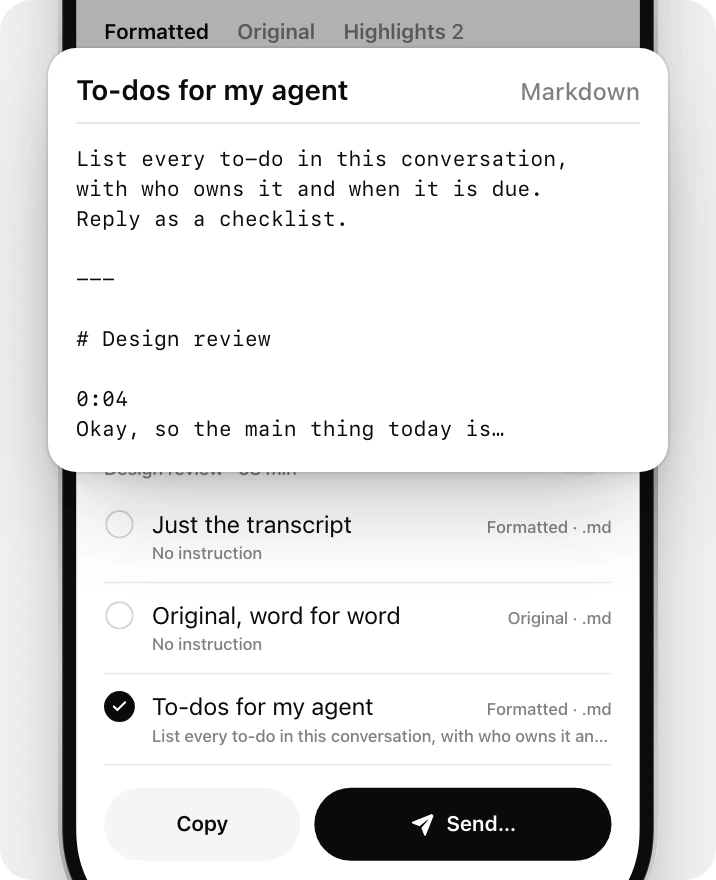 Formatted Original Highlights 2
To-dos for my agent Markdown
List every to-do in this conversation,
with who owns it and when it is due.
Reply as a checklist.
---
# Design review
0:04
Okay, so the main thing today is…
Just the transcript Formatted · .md
No instruction
Original, word for word Original · .md
No instruction
To-dos for my agent Formatted · .md
List every to-do in this conversation, with who owns it an...
Copy Send...